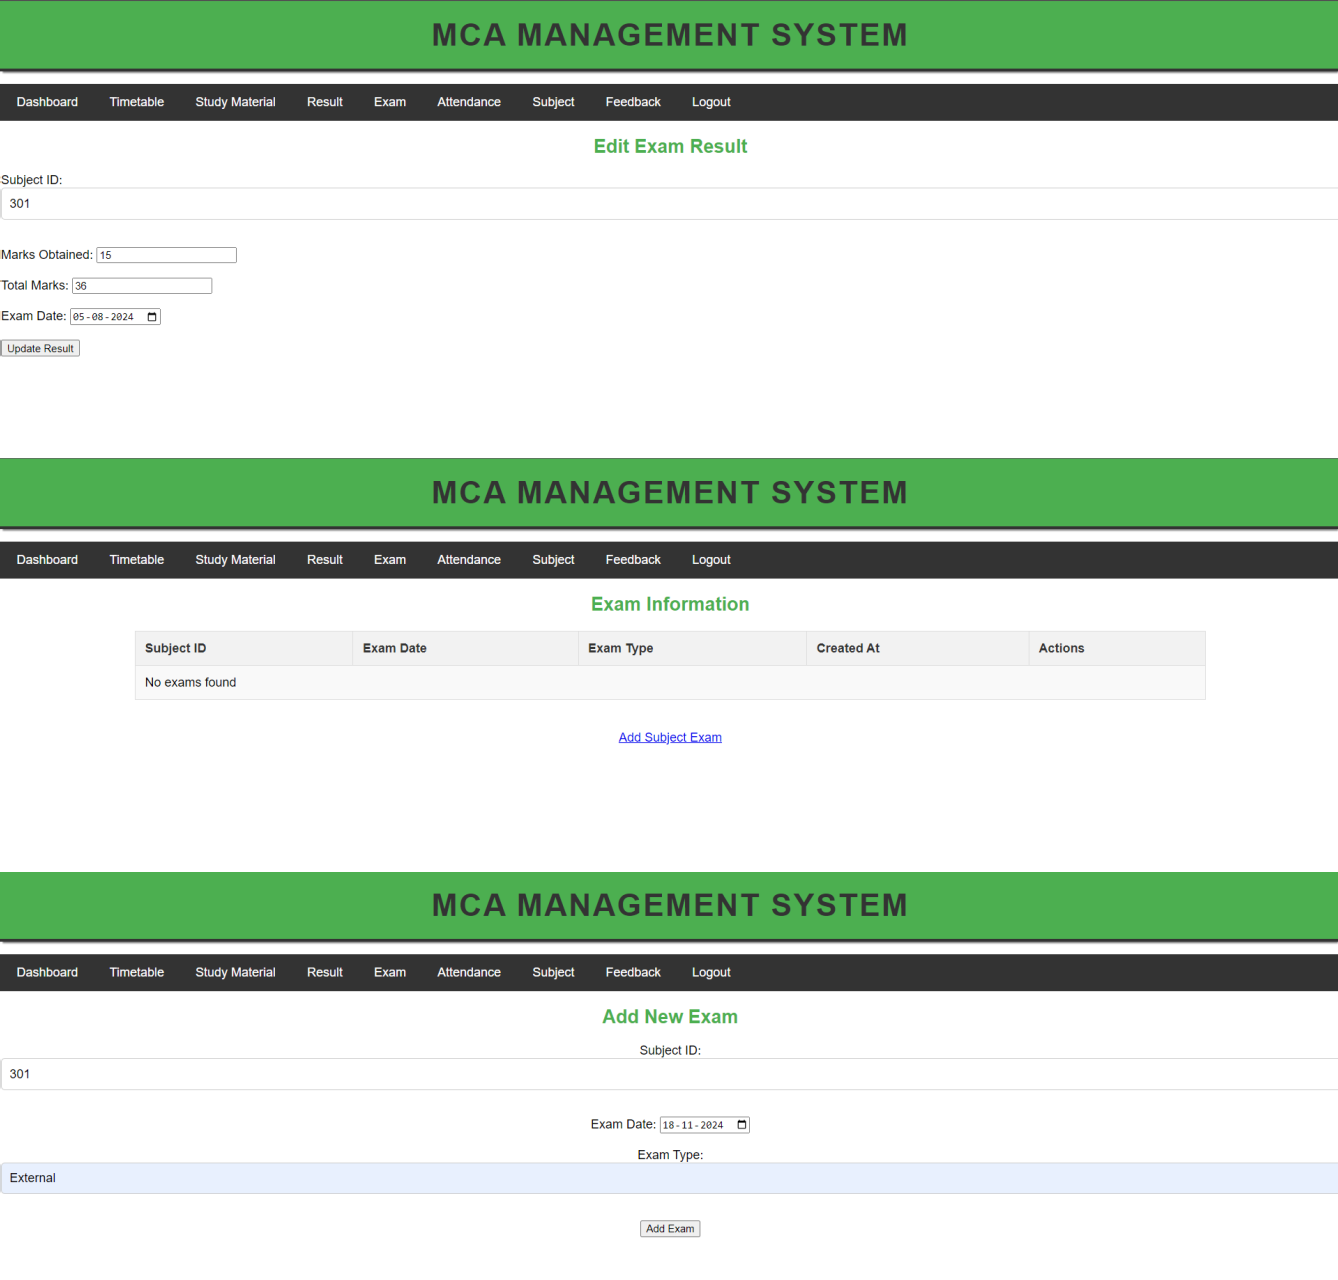 MCA MANAGEMENT SYSTEM
Dashboard Timetable Study Material Result Exam Attendance Subject Feedback Logout
Edit Exam Result
Subject ID:
301
Marks Obtained: 15
Total Marks: 36
Exam Date: 05-08-2024
Update Result
MCA MANAGEMENT SYSTEM
Dashboard Timetable Study Material Result Exam Attendance Subject Feedback Logout
Exam Information
Subject ID Exam Date Exam Type Created At Actions
No exams found
Add Subject Exam
MCA MANAGEMENT SYSTEM
Dashboard Timetable Study Material Result Exam Attendance Subject Feedback Logout
Add New Exam
Subject ID:
301
Exam Date: 18-11-2024
Exam Type:
External
Add Exam